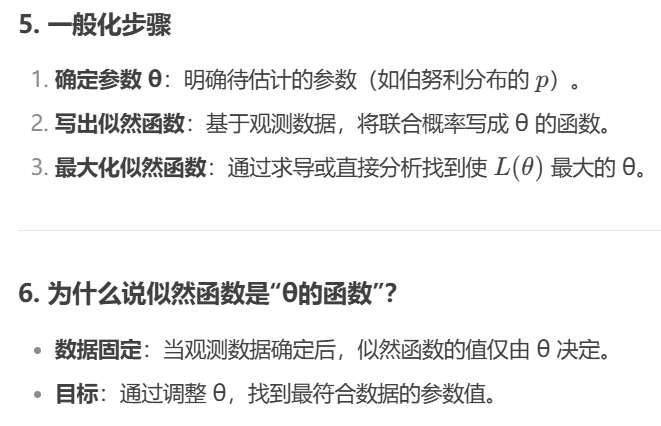 5. 一般化步骤
1. 确定参数 θ：明确待估计的参数（如伯努利分布的 p）。
2. 写出似然函数：基于观测数据，将联合概率写成 θ 的函数。
3. 最大化似然函数：通过求导或直接分析找到使 L(θ) 最大的 θ。
6. 为什么说似然函数是“θ的函数”？
• 数据固定：当观测数据确定后，似然函数的值仅由 θ 决定。
• 目标：通过调整 θ，找到最符合数据的参数值。